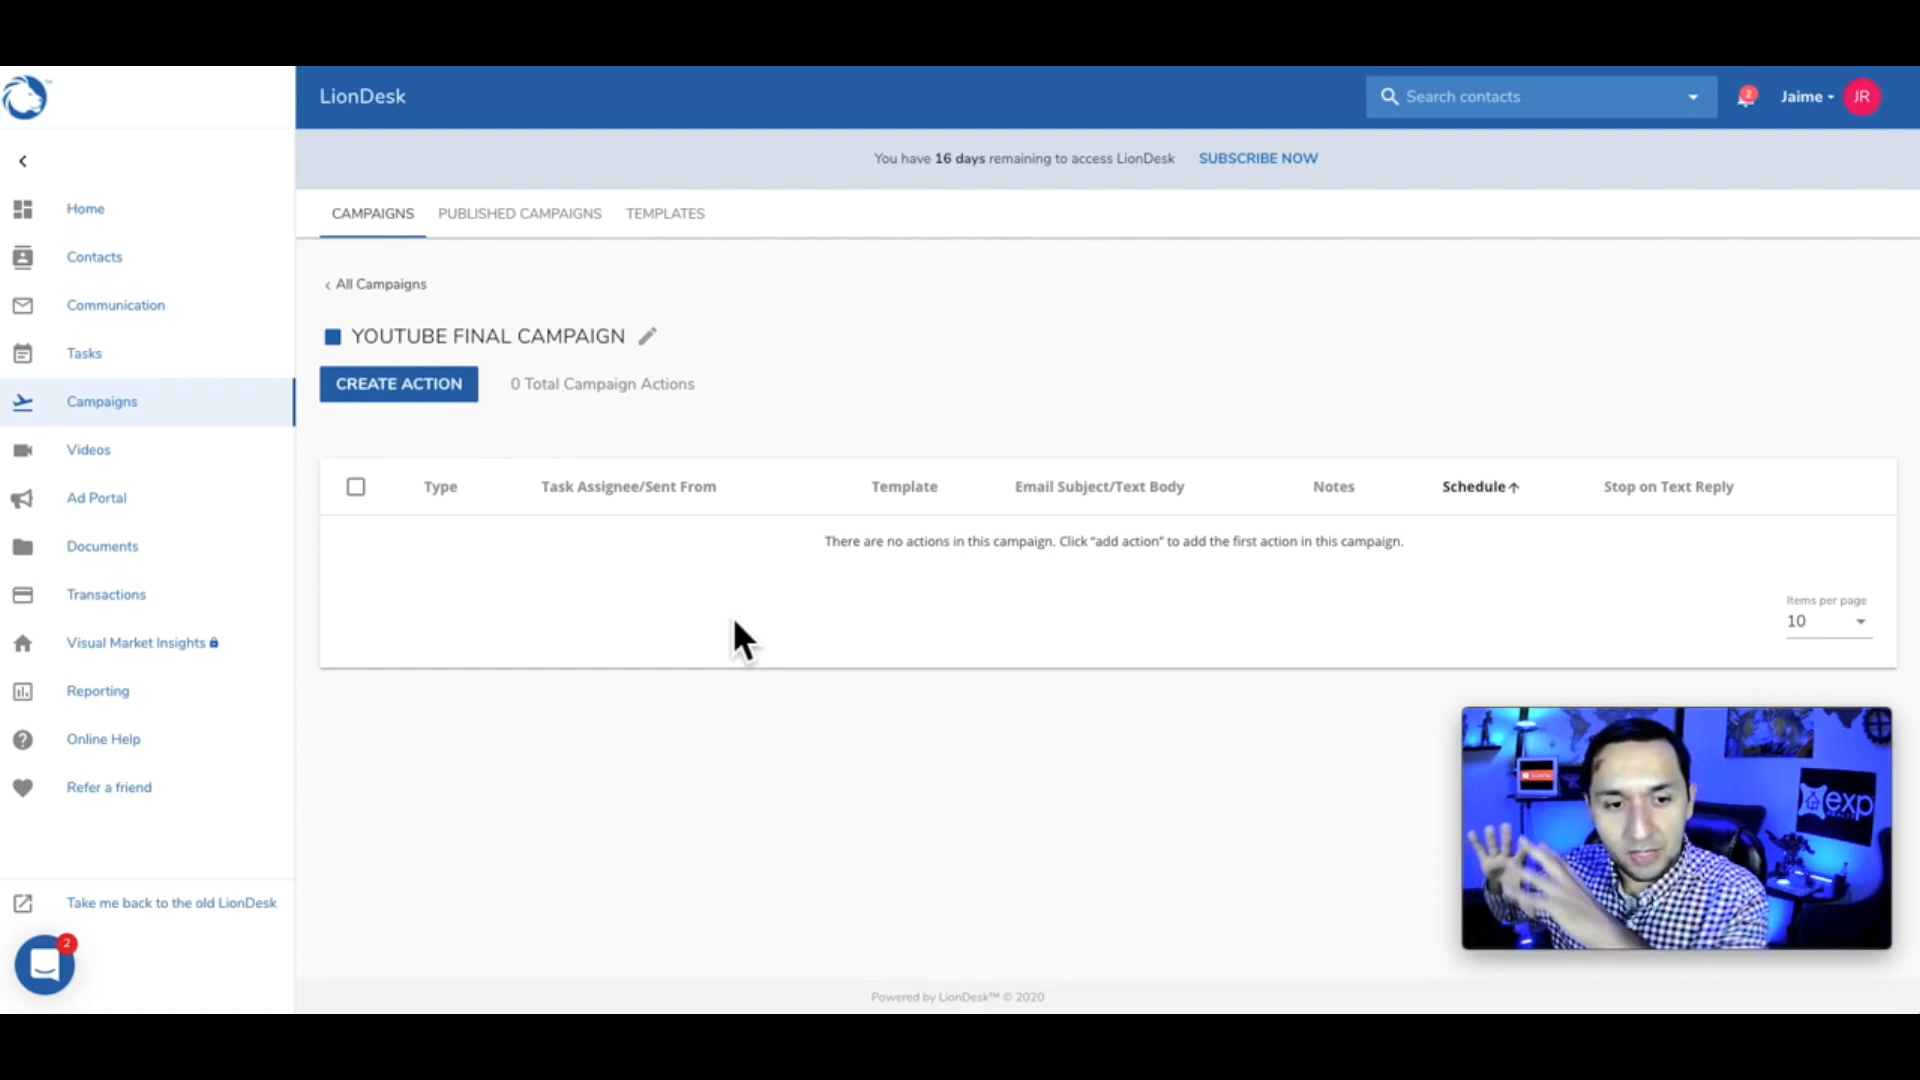 LionDesk
Search contacts
2
Jaime
JR
You have 16 days remaining to access LionDesk SUBSCRIBE NOW
Home
Contacts
Communication
Tasks
Campaigns
Videos
Ad Portal
Documents
Transactions
Visual Market Insights
Reporting
Online Help
Refer a friend
Take me back to the old LionDesk
2
CAMPAIGNS PUBLISHED CAMPAIGNS TEMPLATES
‹ All Campaigns
YOUTUBE FINAL CAMPAIGN
CREATE ACTION 0 Total Campaign Actions
Type Task Assignee/Sent From Template Email Subject/Text Body Notes Schedule↑ Stop on Text Reply
There are no actions in this campaign. Click “add action” to add the first action in this campaign.
Items per page
10
exp
REALTY
Powered by LionDesk™ © 2020